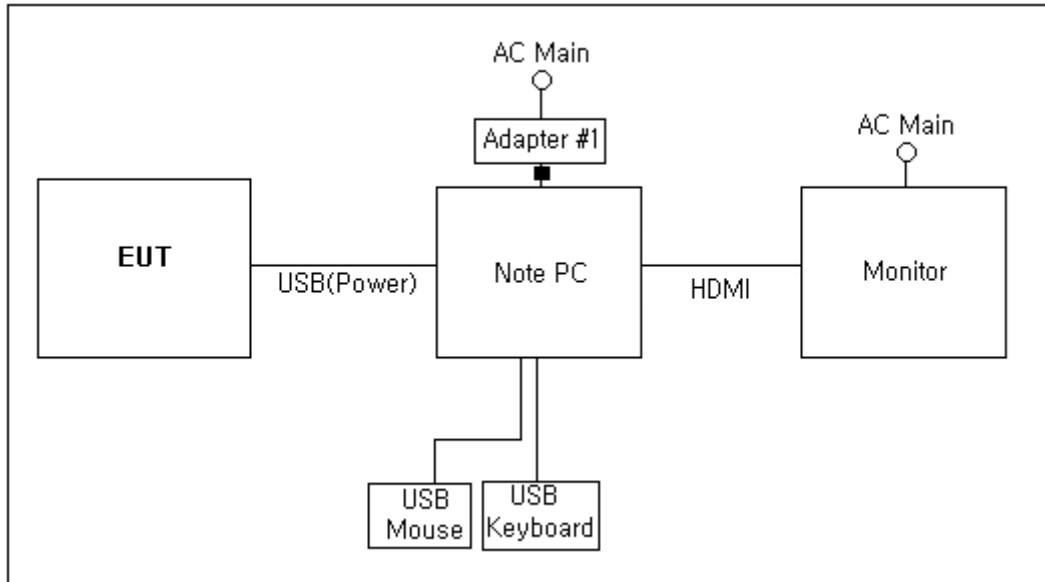 AC Main
Adapter #1
AC Main
EUT
USB(Power)
Note PC
HDMI
Monitor
USB
Mouse
USB
Keyboard